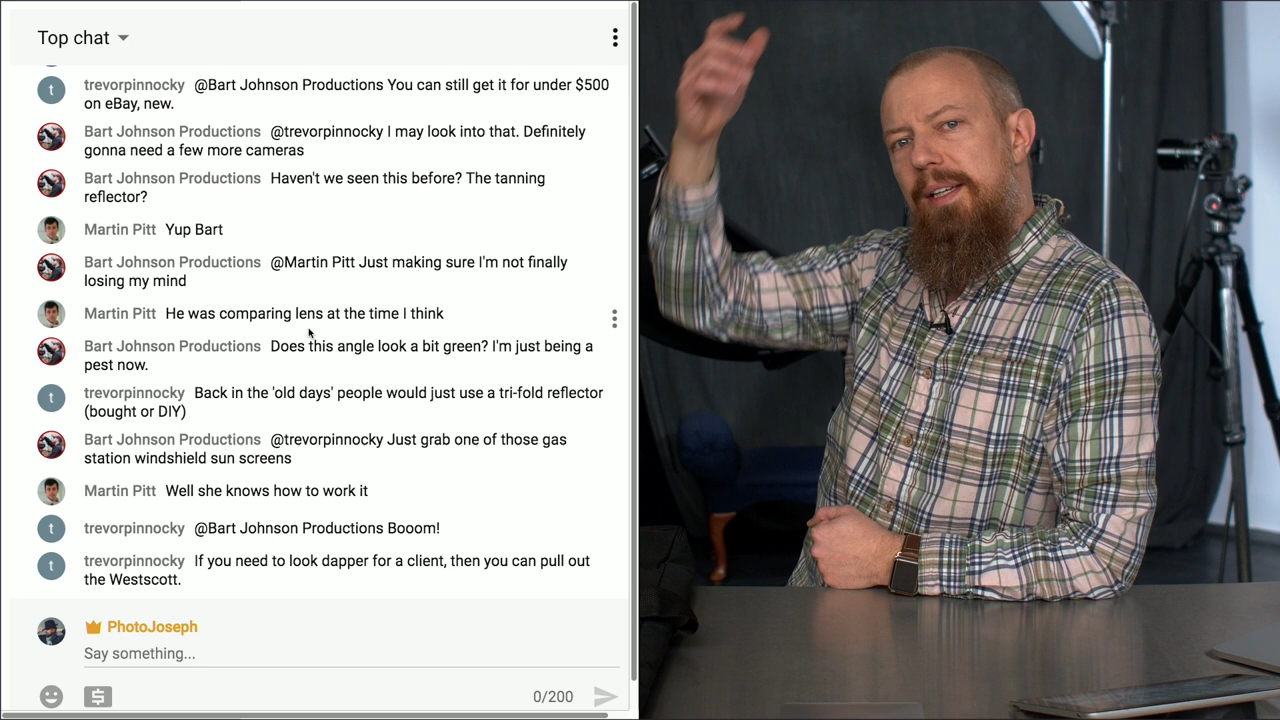 Top chat
trevorpinnocky @Bart Johnson Productions You can still get it for under $500
on eBay, new.
Bart Johnson Productions @trevorpinnocky I may look into that. Definitely
gonna need a few more cameras
Bart Johnson Productions Haven't we seen this before? The tanning
reflector?
Martin Pitt Yup Bart
Bart Johnson Productions @Martin Pitt Just making sure I'm not finally
losing my mind
Martin Pitt He was comparing lens at the time I think
Bart Johnson Productions Does this angle look a bit green? I'm just being a
pest now.
trevorpinnocky Back in the 'old days' people would just use a tri-fold reflector
(bought or DIY)
Bart Johnson Productions @trevorpinnocky Just grab one of those gas
station windshield sun screens
Martin Pitt Well she knows how to work it
trevorpinnocky @Bart Johnson Productions Booom!
trevorpinnocky If you need to look dapper for a client, then you can pull out
the Westscott.
PhotoJoseph
Say something...
0/200